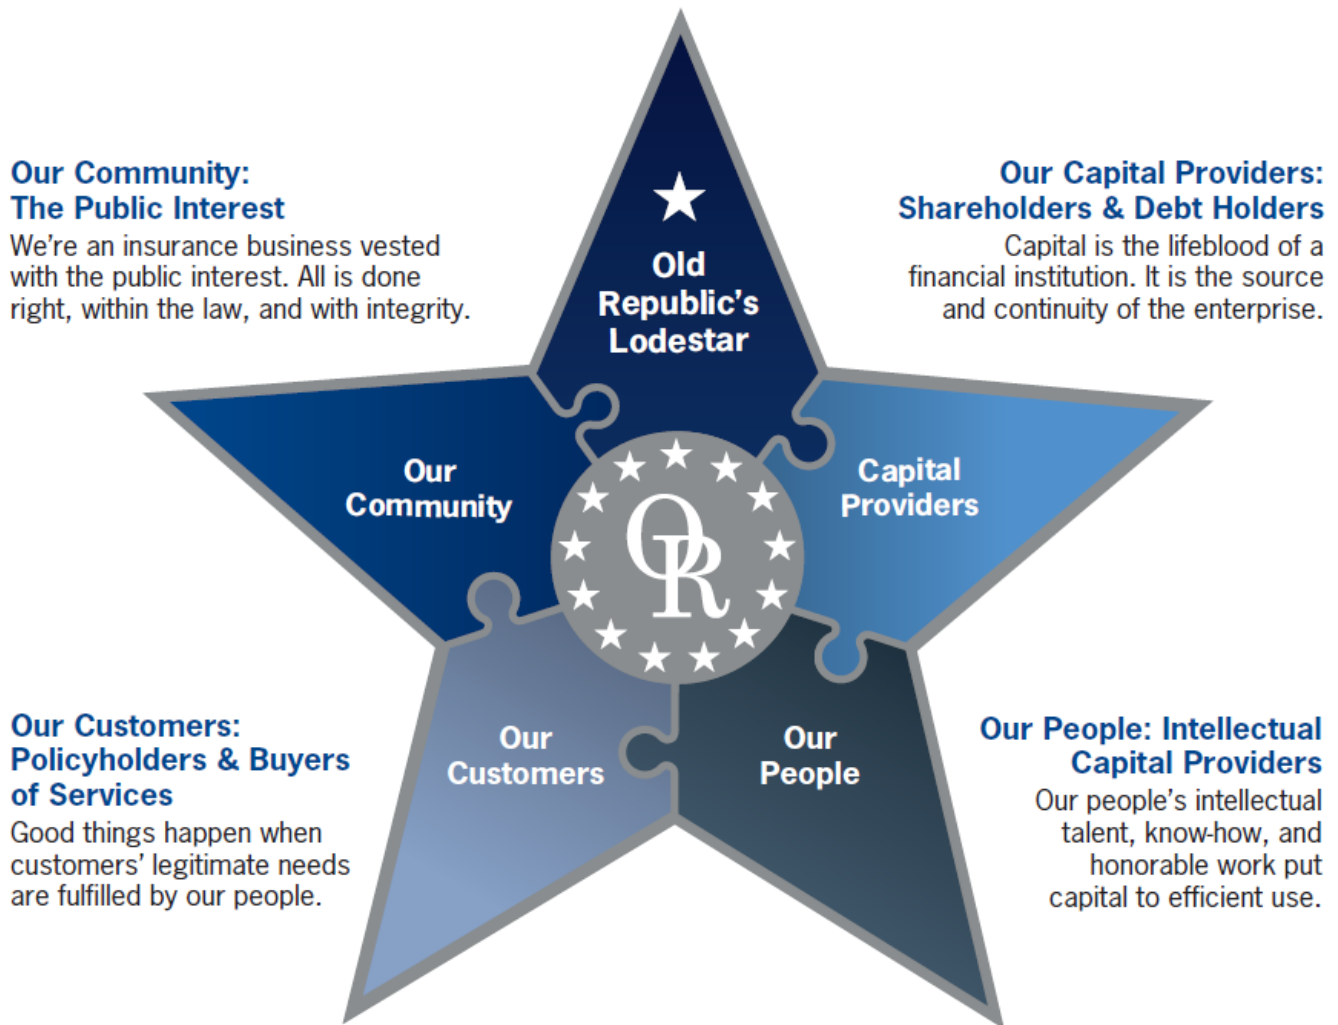 Our Community:
The Public Interest
We're an insurance business vested
with the public interest. All is done
right, within the law, and with integrity.
Our Capital Providers:
Shareholders & Debt Holders
Capital is the lifeblood of a
financial institution. It is the source
and continuity of the enterprise.
Old
Republic's
Lodestar
Our
Community
Capital
Providers
OR
Our
Customers
Our
People
Our Customers:
Policyholders & Buyers
of Services
Good things happen when
customers' legitimate needs
are fulfilled by our people.
Our People: Intellectual
Capital Providers
Our people's intellectual
talent, know-how, and
honorable work put
capital to efficient use.